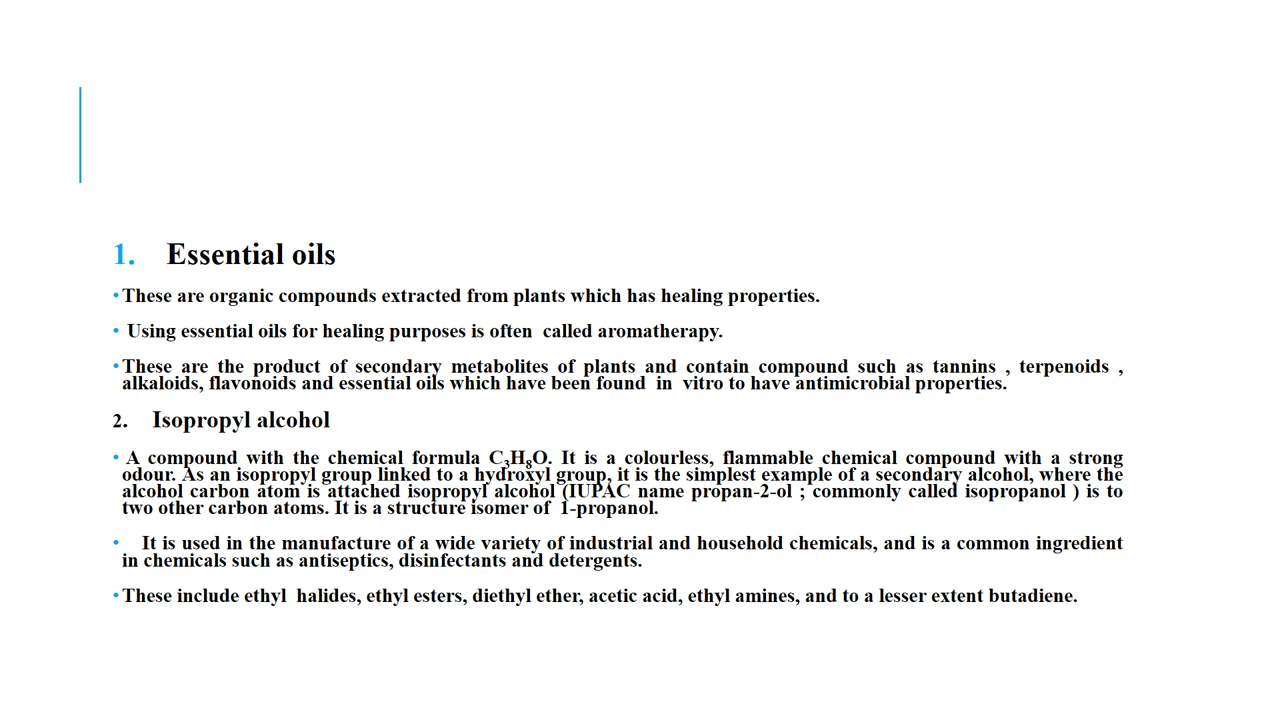 1. Essential oils
• These are organic compounds extracted from plants which has healing properties.
• Using essential oils for healing purposes is often called aromatherapy.
• These are the product of secondary metabolites of plants and contain compound such as tannins , terpenoids ,
alkaloids, flavonoids and essential oils which have been found in vitro to have antimicrobial properties.
2. Isopropyl alcohol
• A compound with the chemical formula C₃H₈O. It is a colourless, flammable chemical compound with a strong
odour. As an isopropyl group linked to a hydroxyl group, it is the simplest example of a secondary alcohol, where the
alcohol carbon atom is attached isopropyl alcohol (IUPAC name propan-2-ol ; commonly called isopropanol ) is to
two other carbon atoms. It is a structure isomer of 1-propanol.
• It is used in the manufacture of a wide variety of industrial and household chemicals, and is a common ingredient
in chemicals such as antiseptics, disinfectants and detergents.
• These include ethyl halides, ethyl esters, diethyl ether, acetic acid, ethyl amines, and to a lesser extent butadiene.